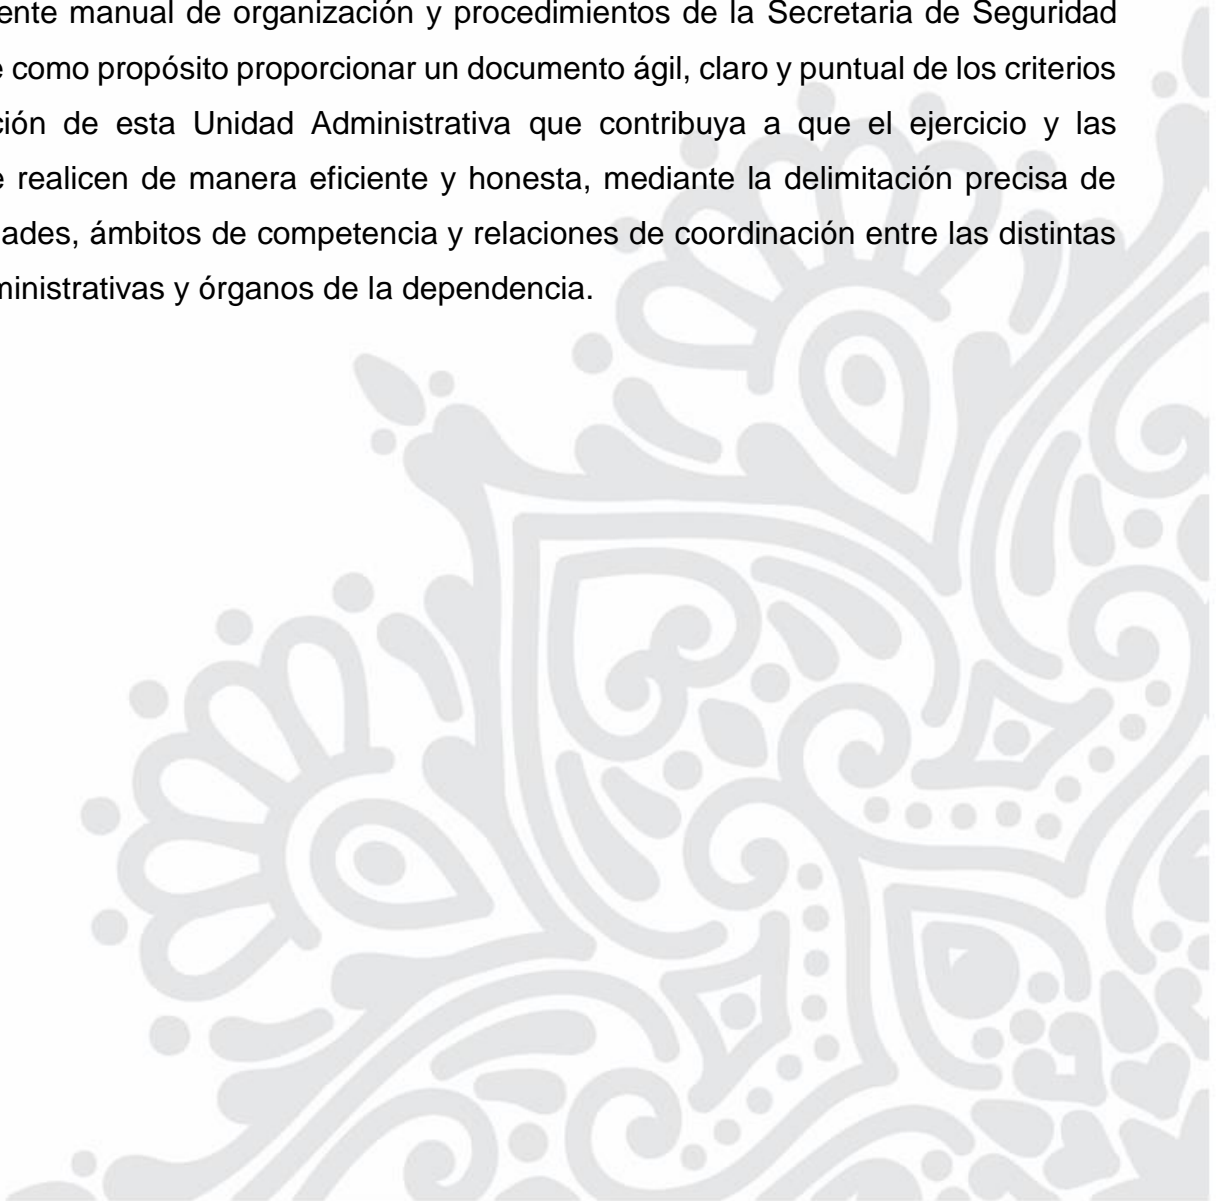 ente manual de organización y procedimientos de la Secretaria de Seguridad
e como propósito proporcionar un documento ágil, claro y puntual de los criterios
ción de esta Unidad Administrativa que contribuya a que el ejercicio y las
e realicen de manera eficiente y honesta, mediante la delimitación precisa de
ades, ámbitos de competencia y relaciones de coordinación entre las distintas
ministrativas y órganos de la dependencia.